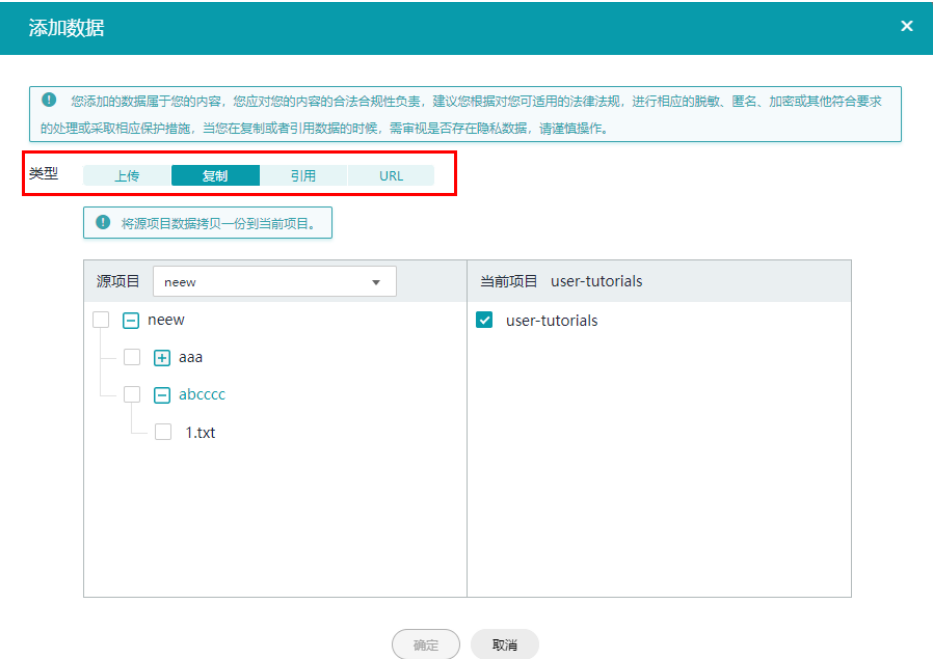 添加数据
您添加的数据属于您的内容，您应对您的内容的合法合规性负责，建议您根据对您可适用的法律法规，进行相应的脱敏、匿名、加密或其他符合要求
的处理或采取相应保护措施，当您在复制或者引用数据的时候，需审视是否存在隐私数据，请谨慎操作。
类型 上传 复制 引用 URL
将源项目数据拷贝一份到当前项目。
源项目 neew 当前项目 user-tutorials
neew user-tutorials
aaa
abcccc
1.txt
确定 取消